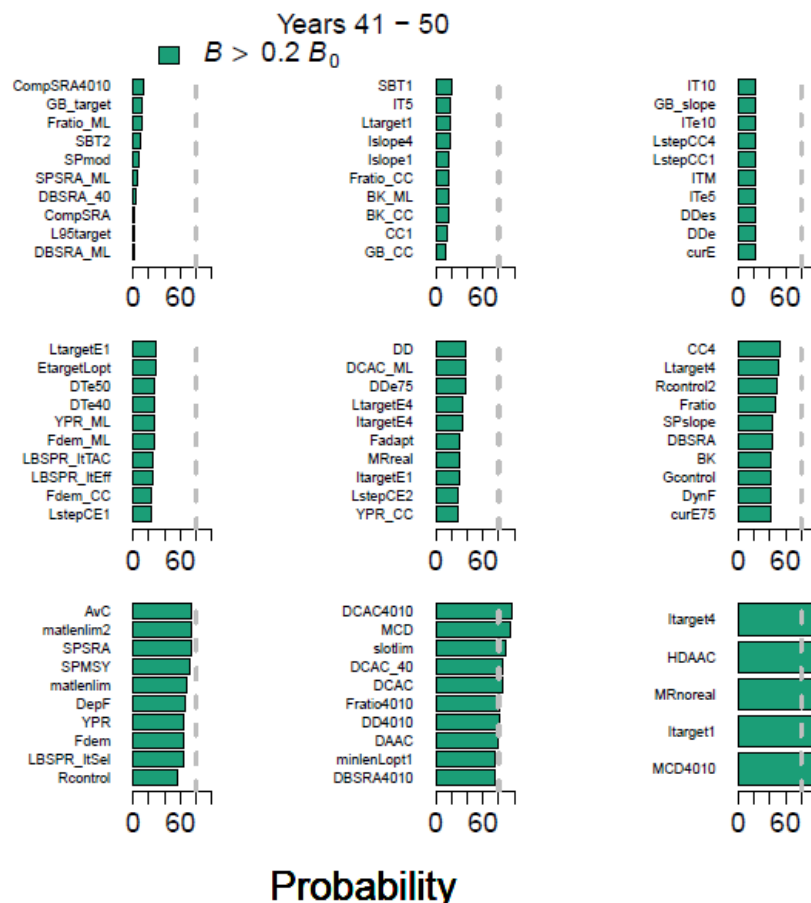 Years 41 − 50
B > 0.2 B0
CompSRA4010
GB_target
Fratio_ML
SBT2
SPmod
SPSRA_ML
DBSRA_40
CompSRA
L95target
DBSRA_ML
0 60
SBT1
IT5
Ltarget1
Islope4
Islope1
Fratio_CC
BK_ML
BK_CC
CC1
GB_CC
0 60
IT10
GB_slope
ITe10
LstepCC4
LstepCC1
ITM
ITe5
DDes
DDe
curE
0 60
LtargetE1
EtargetLopt
DTe50
DTe40
YPR_ML
Fdem_ML
LBSPR_ItTAC
LBSPR_ItEff
Fdem_CC
LstepCE1
0 60
DD
DCAC_ML
DDe75
LtargetE4
ItargetE4
Fadapt
MRreal
ItargetE1
LstepCE2
YPR_CC
0 60
CC4
Ltarget4
Rcontrol2
Fratio
SPslope
DBSRA
BK
Gcontrol
DynF
curE75
0 60
AvC
matlenlim2
SPSRA
SPMSY
matlenlim
DepF
YPR
Fdem
LBSPR_ItSel
Rcontrol
0 60
DCAC4010
MCD
slotlim
DCAC_40
DCAC
Fratio4010
DD4010
DAAC
minlenLopt1
DBSRA4010
0 60
Itarget4
HDAAC
MRnoreal
Itarget1
MCD4010
0 60
Probability